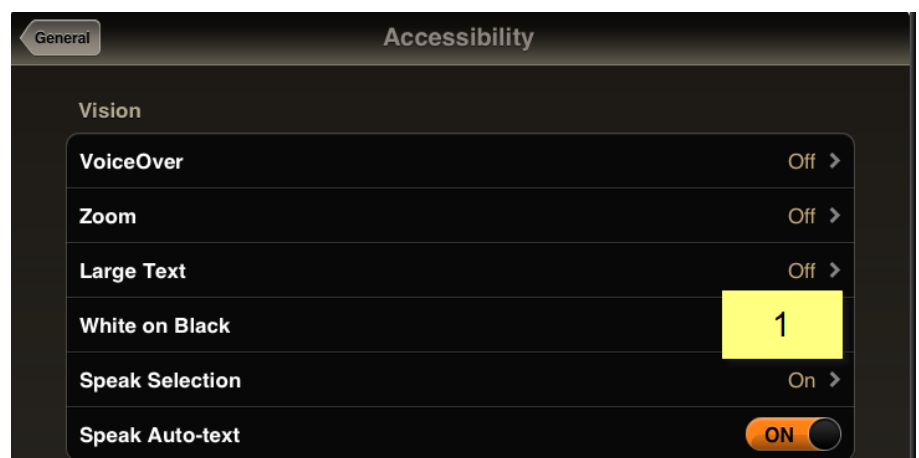 General
Accessibility
Vision
VoiceOver Off
Zoom Off
Large Text Off
White on Black 1
Speak Selection On
Speak Auto-text ON